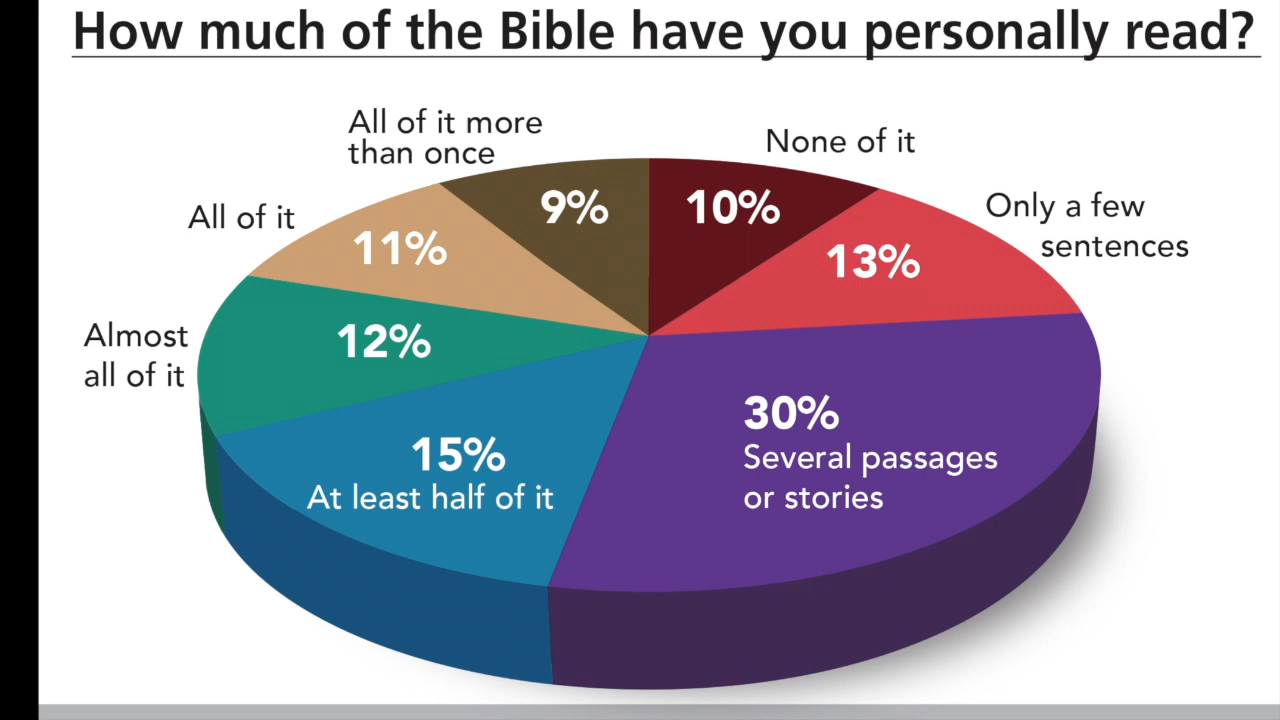 How much of the Bible have you personally read?
All of it more
than once
None of it
9%
10%
All of it
Only a few
sentences
11%
13%
Almost
all of it
12%
30%
Several passages
or stories
15%
At least half of it